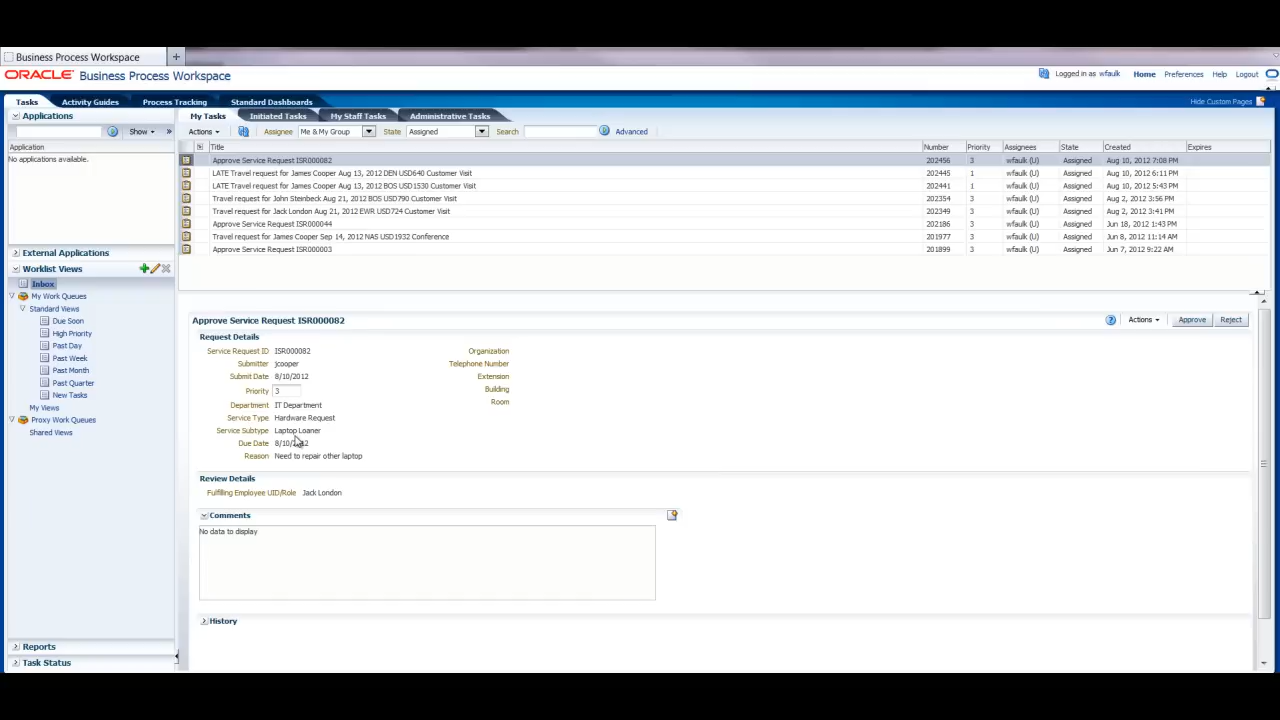 Business Process Workspace +
ORACLE Business Process Workspace Logged in as wfaulk Home Preferences Help Logout
Tasks Activity Guides Process Tracking Standard Dashboards Hide Custom Pages
Applications
Show »
Application
No applications available.
External Applications
Worklist Views
Inbox
My Work Queues
Standard Views
Due Soon
High Priority
Past Day
Past Week
Past Month
Past Quarter
New Tasks
My Views
Proxy Work Queues
Shared Views
Reports
Task Status
My Tasks Initiated Tasks My Staff Tasks Administrative Tasks
Actions Assignee Me & My Group State Assigned Search Advanced
Title Number Priority Assignees State Created Expires
Approve Service Request ISR000082 202456 3 wfaulk (U) Assigned Aug 10, 2012 7:08 PM
LATE Travel request for James Cooper Aug 13, 2012 DEN USD640 Customer Visit 202445 1 wfaulk (U) Assigned Aug 10, 2012 6:11 PM
LATE Travel request for James Cooper Aug 13, 2012 BOS USD1530 Customer Visit 202441 1 wfaulk (U) Assigned Aug 10, 2012 5:43 PM
Travel request for John Steinbeck Aug 21, 2012 BOS USD790 Customer Visit 202354 3 wfaulk (U) Assigned Aug 2, 2012 3:56 PM
Travel request for Jack London Aug 21, 2012 EWR USD724 Customer Visit 202349 3 wfaulk (U) Assigned Aug 2, 2012 3:41 PM
Approve Service Request ISR000044 202186 3 wfaulk (U) Assigned Jun 18, 2012 1:43 PM
Travel request for James Cooper Sep 14, 2012 NAS USD1932 Conference 201977 3 wfaulk (U) Assigned Jun 8, 2012 11:14 AM
Approve Service Request ISR000003 201899 3 wfaulk (U) Assigned Jun 7, 2012 9:22 AM
Approve Service Request ISR000082 Actions Approve Reject
Request Details
Service Request ID ISR000082 Organization
Submitter jcooper Telephone Number
Submit Date 8/10/2012 Extension
Priority 3 Building
Department IT Department Room
Service Type Hardware Request
Service Subtype Laptop Loaner
Due Date 8/10/2012
Reason Need to repair other laptop
Review Details
Fulfilling Employee UID/Role Jack London
Comments
No data to display
History